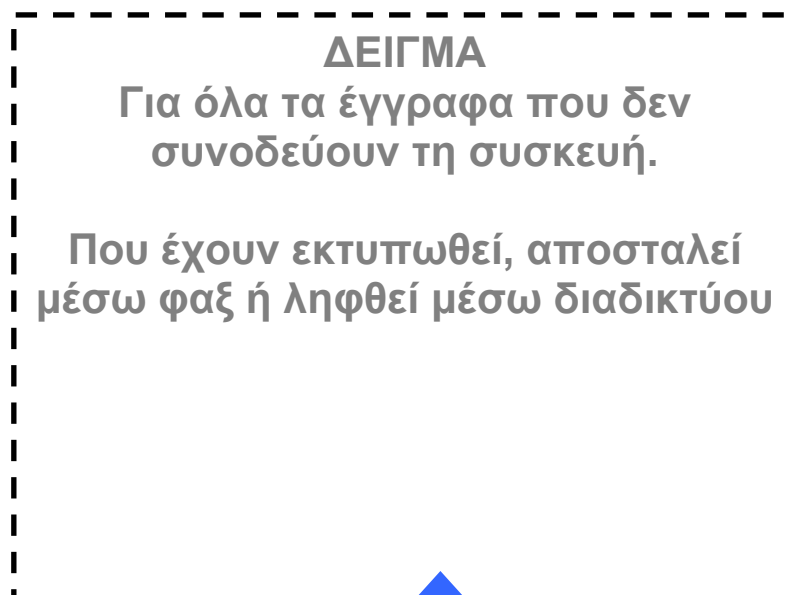 ΔΕΙΓΜΑ
Για όλα τα έγγραφα που δεν
συνοδεύουν τη συσκευή.
Που έχουν εκτυπωθεί, αποσταλεί
μέσω φαξ ή ληφθεί μέσω διαδικτύου